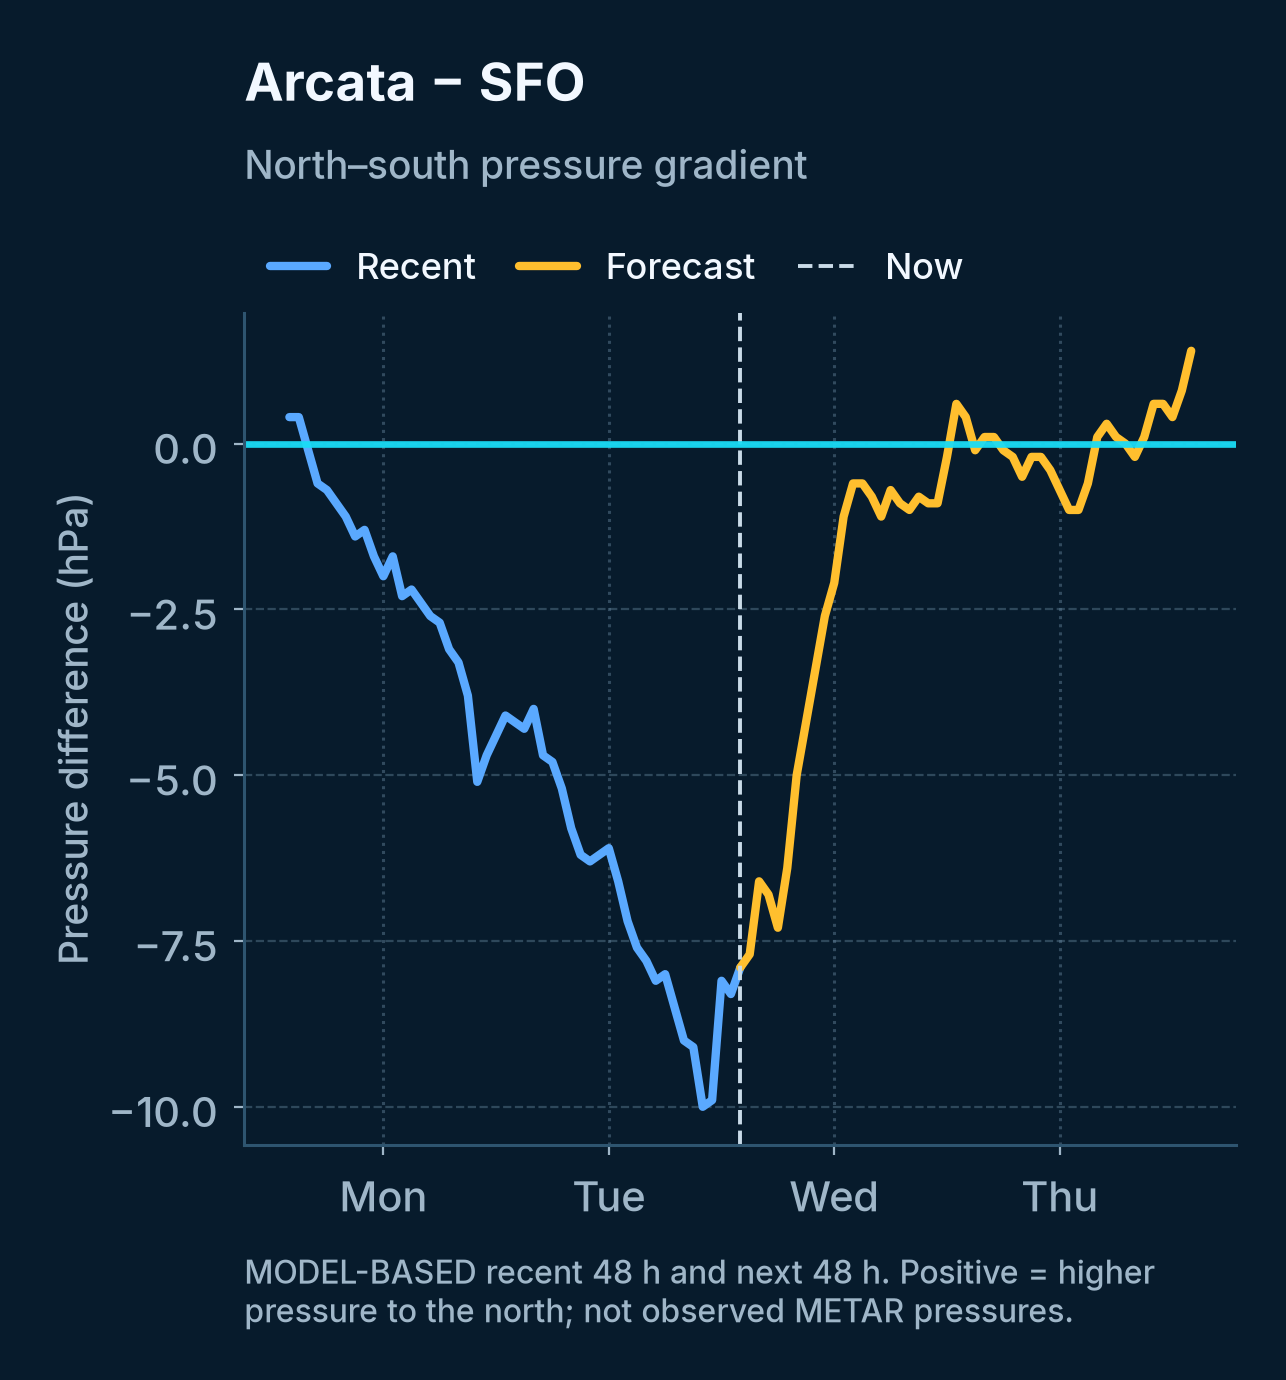 Arcata − SFO
North–south pressure gradient
Recent Forecast Now
Pressure difference (hPa)
0.0
−2.5
−5.0
−7.5
−10.0
Mon Tue Wed Thu
MODEL-BASED recent 48 h and next 48 h. Positive = higher
pressure to the north; not observed METAR pressures.